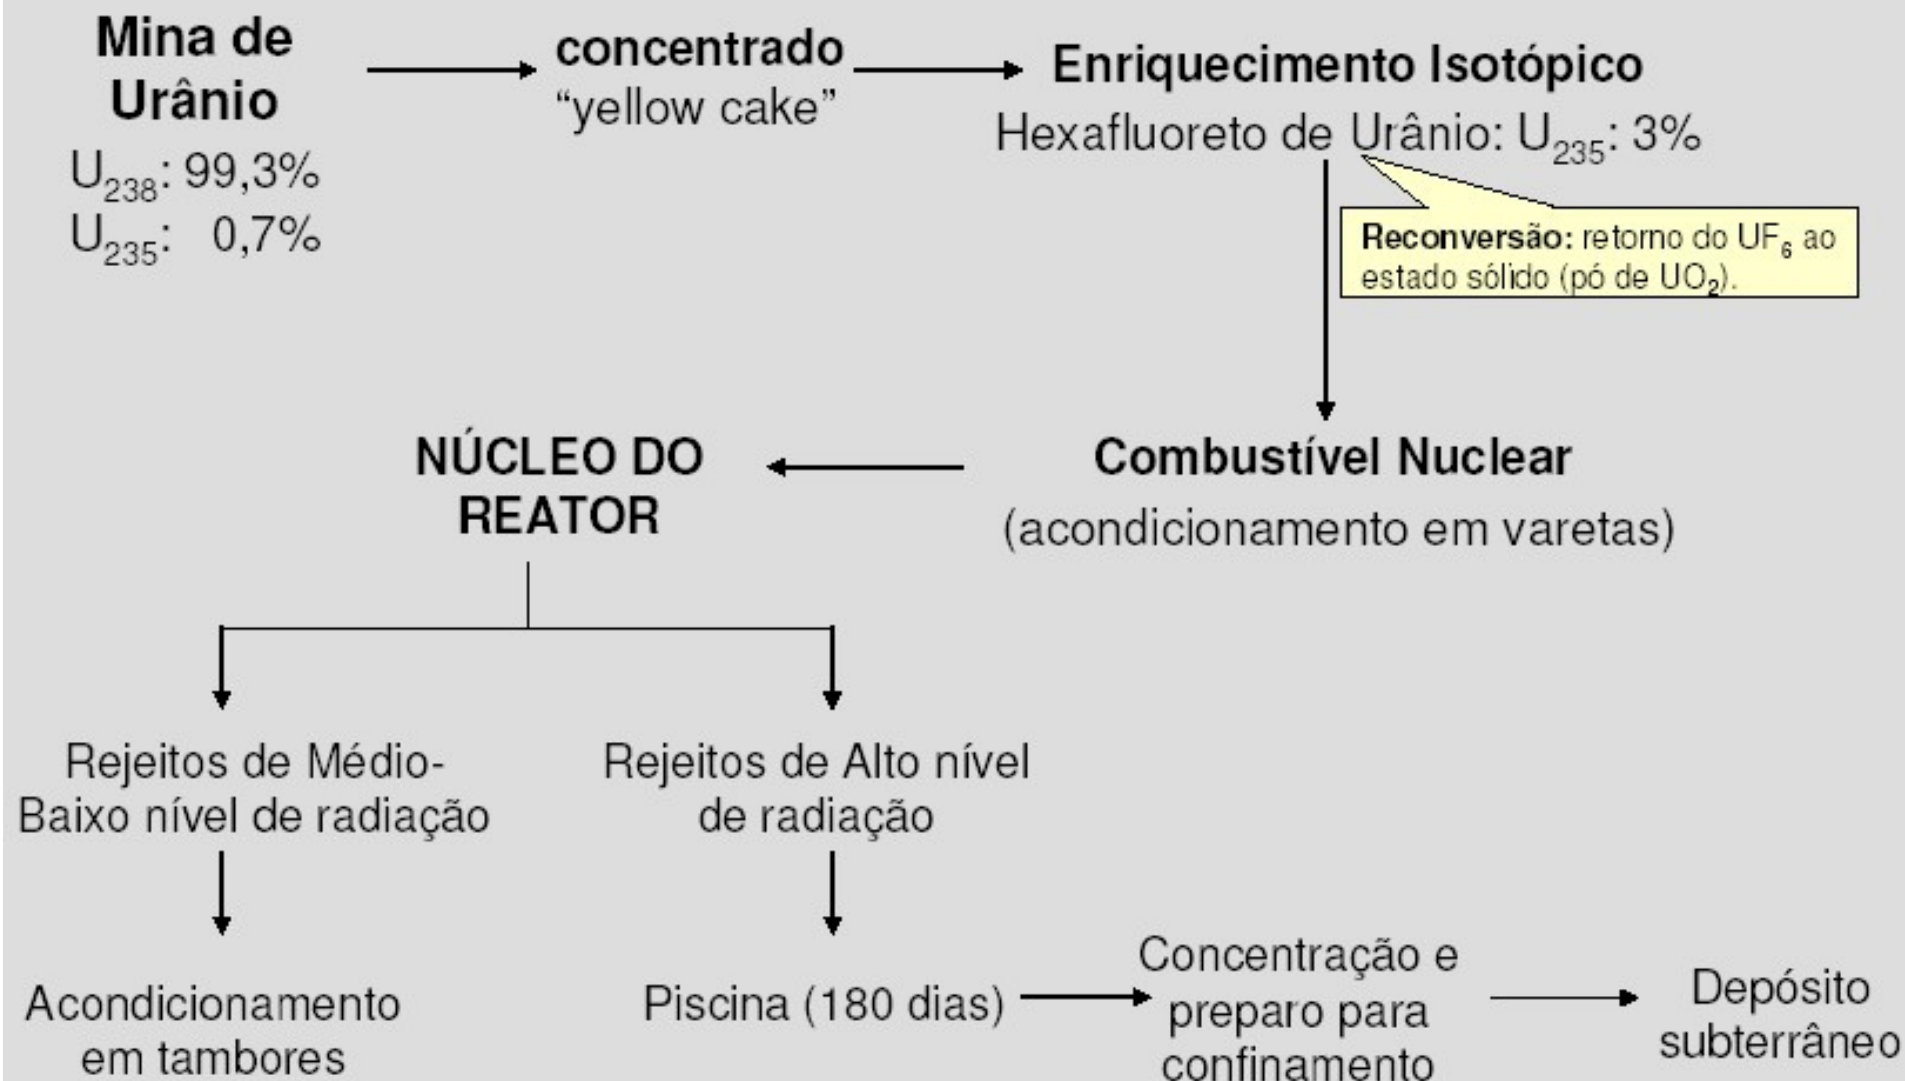 Mina de
Urânio
U238: 99,3%
U235: 0,7%
concentrado
“yellow cake”
Enriquecimento Isotópico
Hexafluoreto de Urânio: U235: 3%
Reconversão: retorno do UF6 ao
estado sólido (pó de UO2).
Combustível Nuclear
(acondicionamento em varetas)
NÚCLEO DO
REATOR
Rejeitos de Médio-
Baixo nível de radiação
Rejeitos de Alto nível
de radiação
Acondicionamento
em tambores
Piscina (180 dias)
Concentração e
preparo para
confinamento
Depósito
subterrâneo